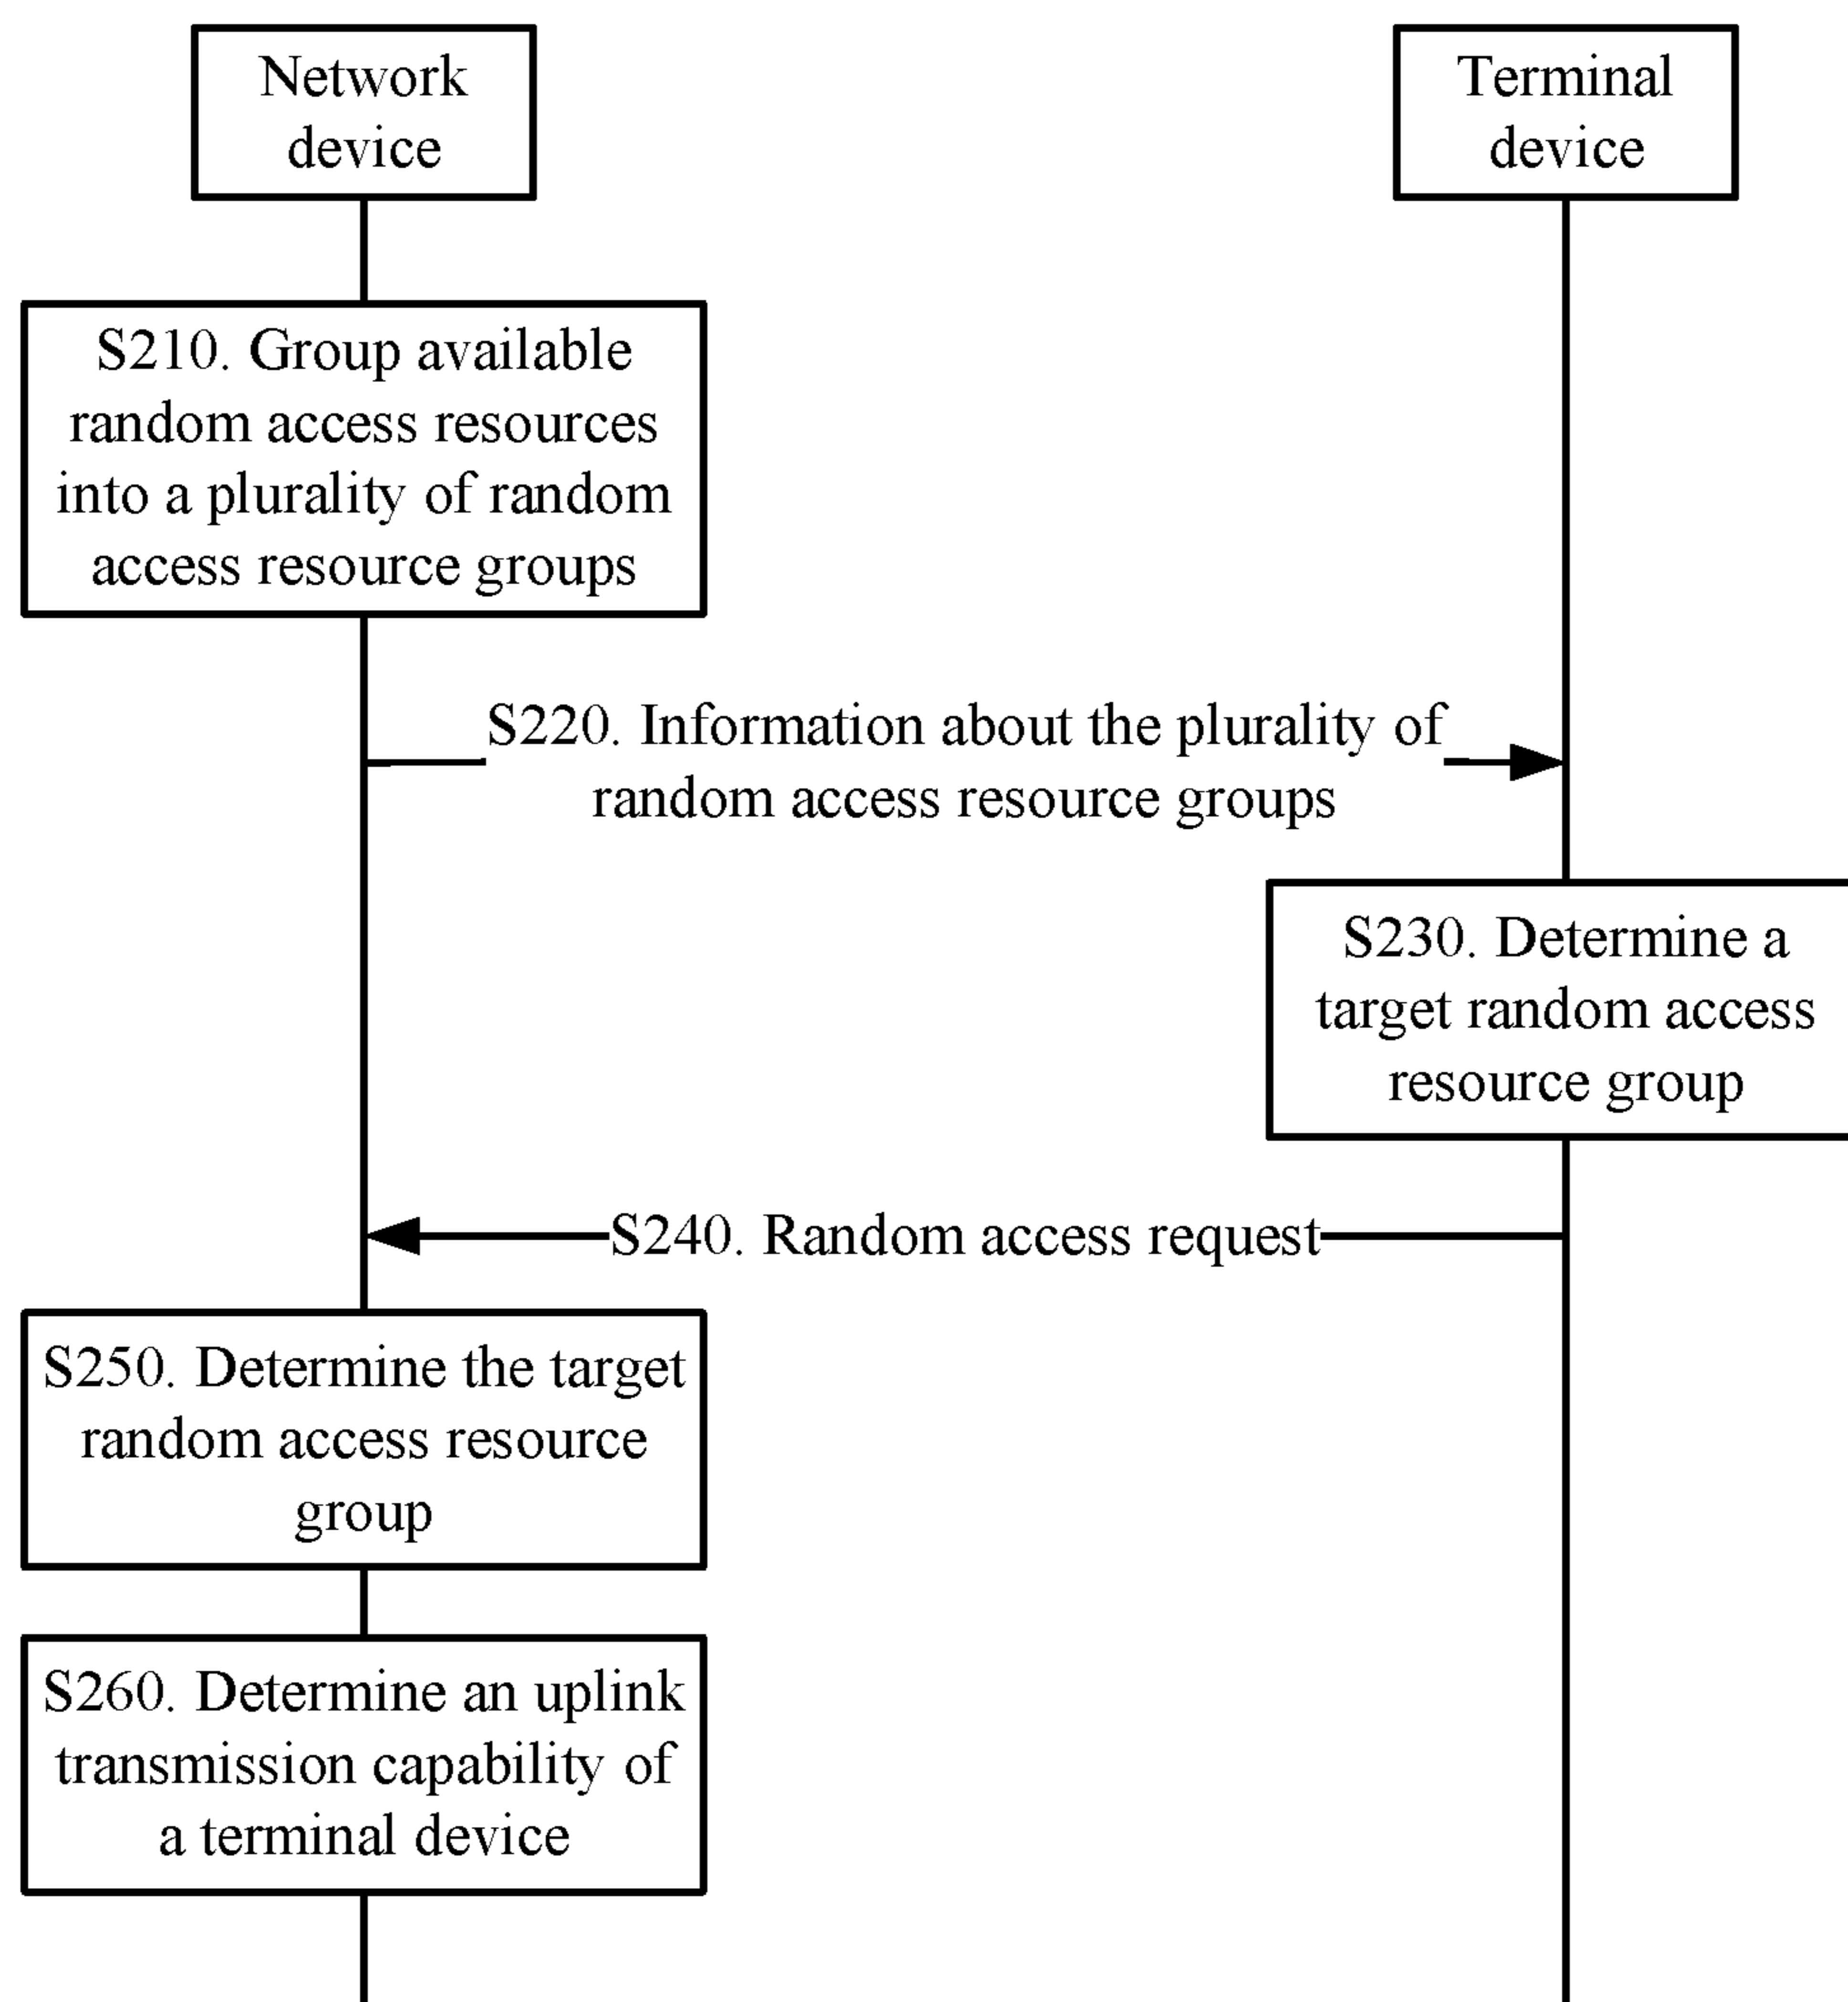 Network
device
Terminal
device
S210. Group available
random access resources
into a plurality of random
access resource groups
S220. Information about the plurality of
random access resource groups
S230. Determine a
target random access
resource group
S240. Random access request
S250. Determine the target
random access resource
group
S260. Determine an uplink
transmission capability of
a terminal device